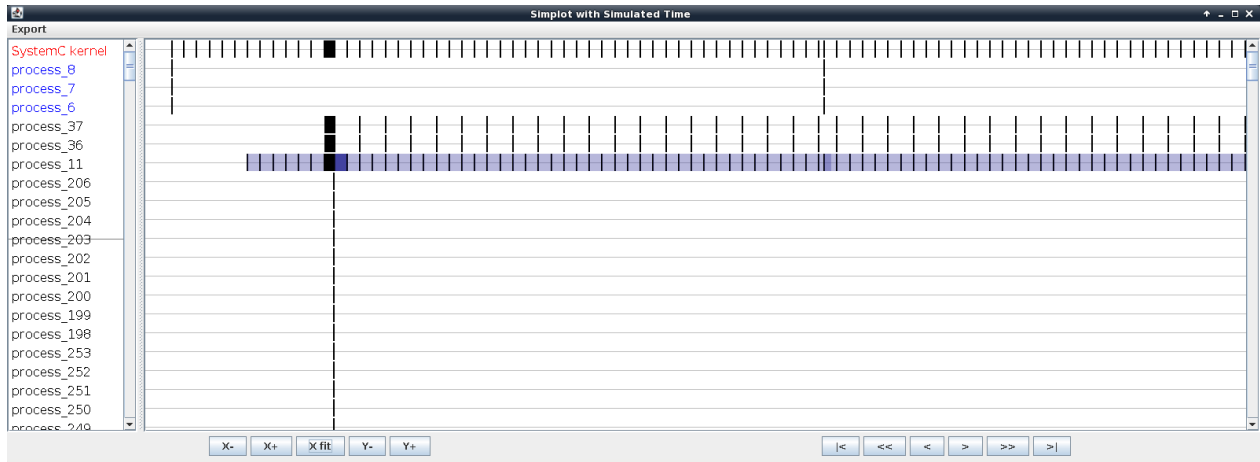 Simplot with Simulated Time
Export
SystemC kernel
process_8
process_7
process_6
process_37
process_36
process_11
process_206
process_205
process_204
process_203
process_202
process_201
process_200
process_199
process_198
process_253
process_252
process_251
process_250
process_249
X- X+ X fit Y- Y+ |< << < > >> >|